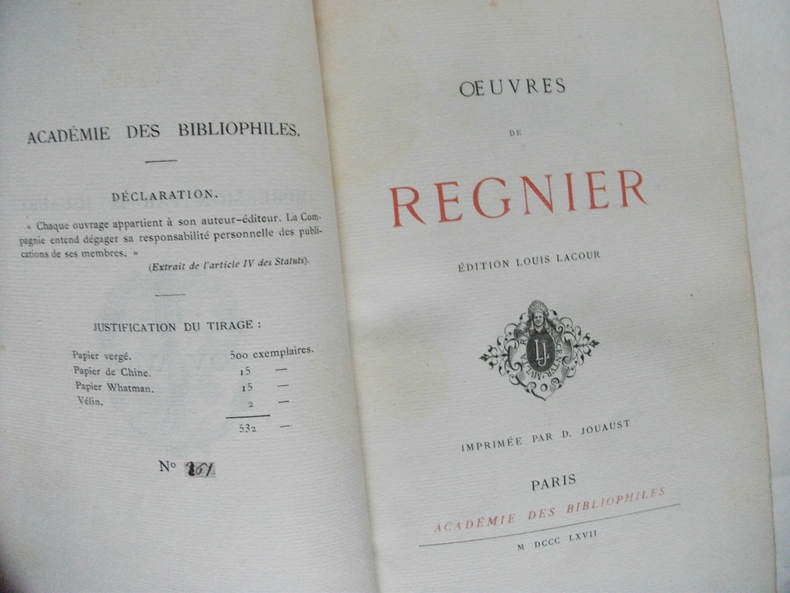 ACADÉMIE DES BIBLIOPHILES.
DÉCLARATION.
« Chaque ouvrage appartient à son auteur-éditeur. La Com-
pagnie entend dégager sa responsabilité personnelle des publi-
cations de ses membres. »
(Extrait de l'article IV des Statuts).
JUSTIFICATION DU TIRAGE :
Papier vergé. 500 exemplaires.
Papier de Chine. 15 —
Papier Whatman. 15 —
Vélin. 2 —
532 —
No
OEUVRES
DE
REGNIER
ÉDITION LOUIS LACOUR
IMPRIMÉE PAR D. JOUAUST
PARIS
ACADÉMIE DES BIBLIOPHILES
M DCCC LXVII